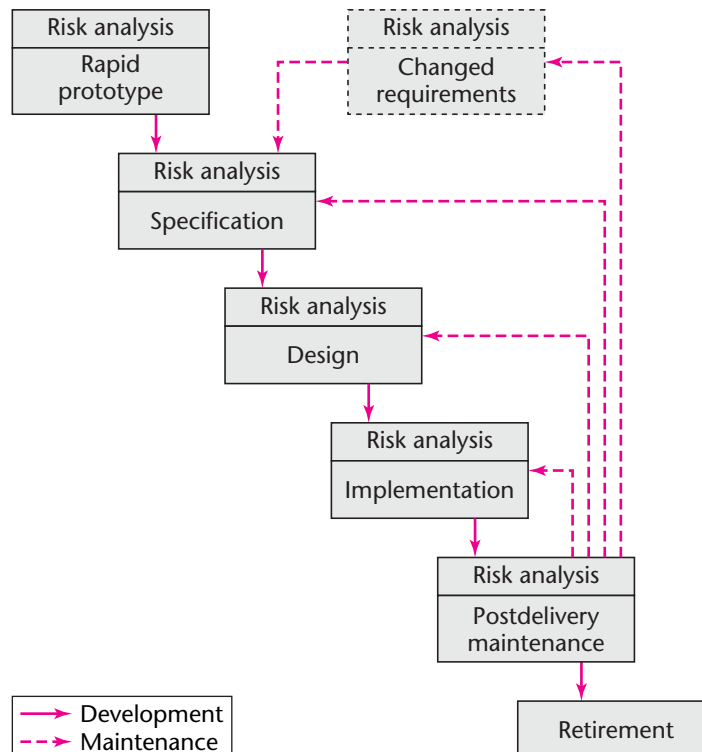 Risk analysis
Rapid
prototype
Risk analysis
Changed
requirements
Risk analysis
Specification
Risk analysis
Design
Risk analysis
Implementation
Risk analysis
Postdelivery
maintenance
Retirement
Development
Maintenance